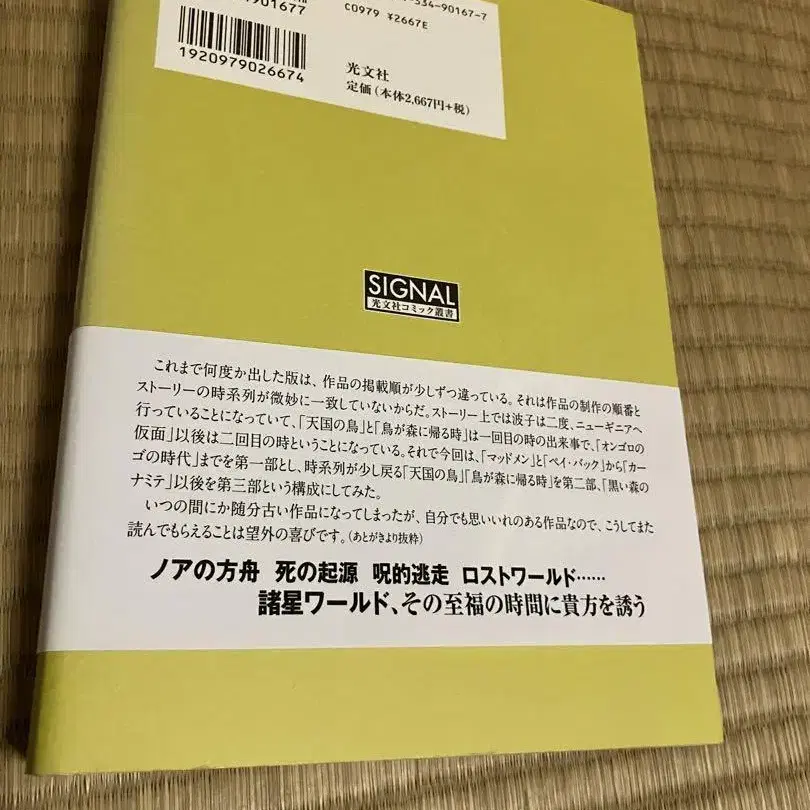 901677
1920979026674
-334-90167-7
C0979 ¥2667E
光文社
定価(本体2,667円+税)
SIGNAL
光文社コミック叢書
これまで何度か出した版は、作品の掲載順が少しずつ違っている。それは作品の制作の順番と
ストーリーの時系列が微妙に一致していないからだ。ストーリー上では波子は二度、ニューギニアへ
行っていることになっていて、「天国の鳥」と「鳥が森に帰る時」は一回目の時の出来事で、「オンゴロの
仮面」以後は二回目の時ということになっている。それで今回は、「マッドメン」と「ペイ・バック」から「カー
ゴの時代」までを第一部とし、時系列が少し戻る「天国の鳥」「鳥が森に帰る時」を第二部、「黒い森の
ナミテ」以後を第三部という構成にしてみた。
いつの間にか随分古い作品になってしまったが、自分でも思いいれのある作品なので、こうしてまた
読んでもらえることは望外の喜びです。(あとがきより抜粋)
ノアの方舟 死の起源 呪的逃走 ロストワールド……
諸星ワールド、その至福の時間に貴方を誘う